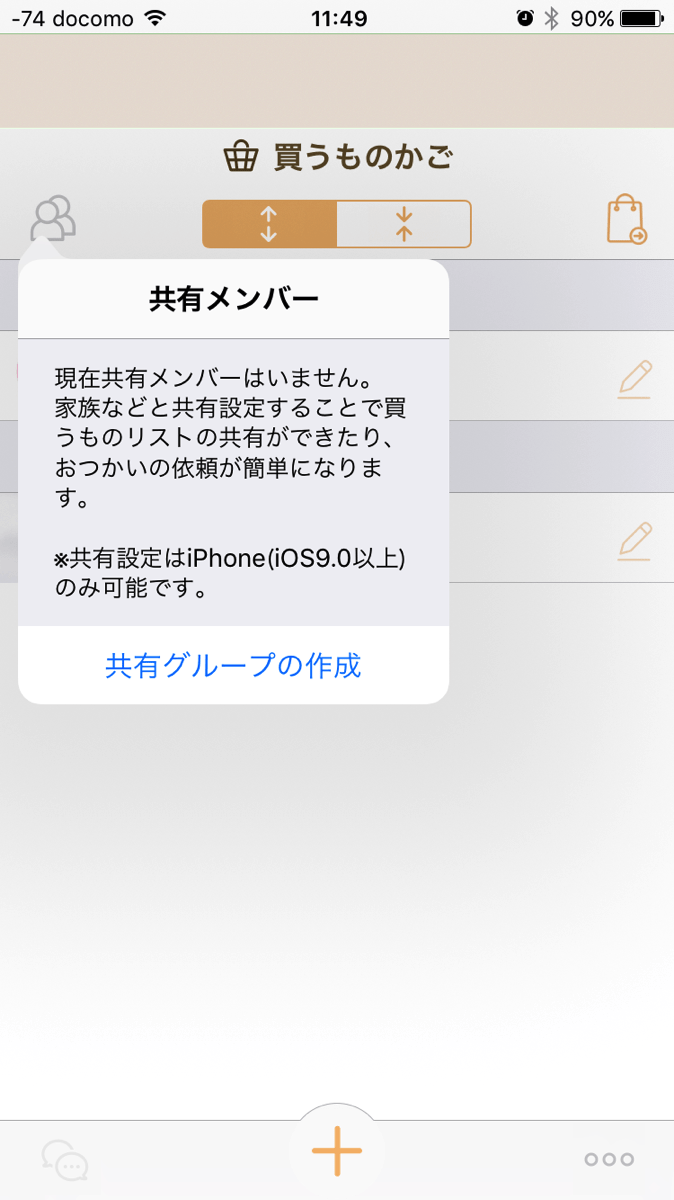 -74 docomo 11:49 90%
買うものかご
共有メンバー
現在共有メンバーはいません。
家族などと共有設定することで買
うものリストの共有ができたり、
おつかいの依頼が簡単になりま
す。
※共有設定はiPhone(iOS9.0以上)
のみ可能です。
共有グループの作成